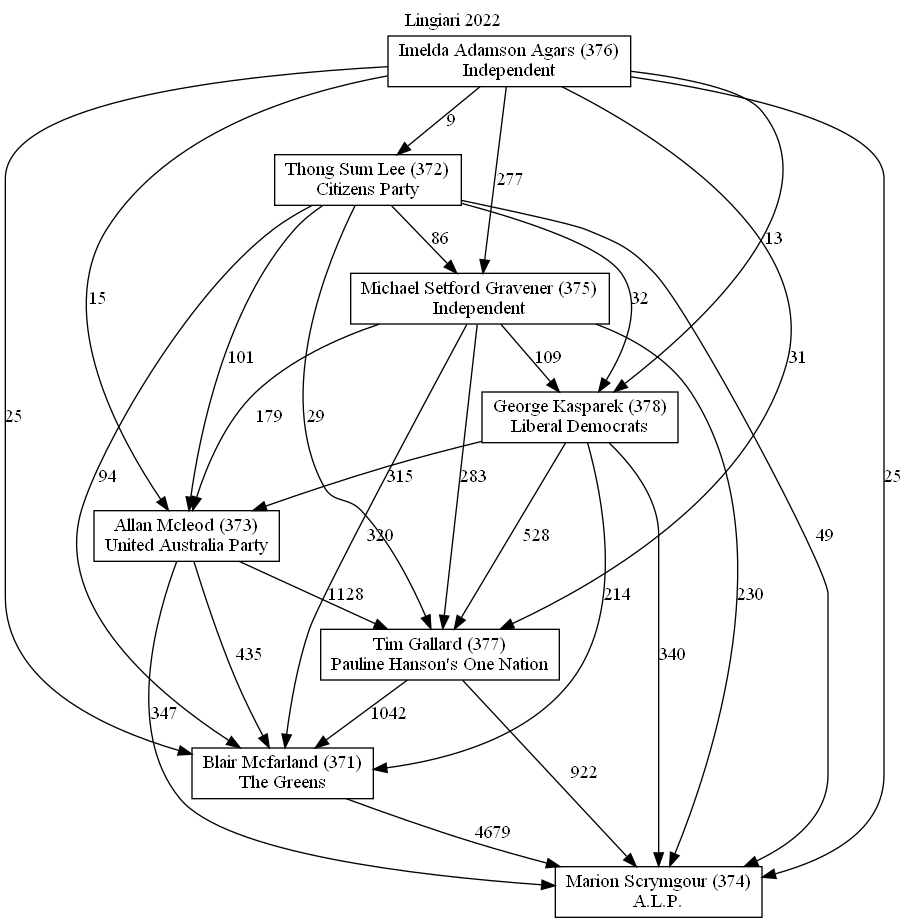 Lingiari 2022
Imelda Adamson Agars (376)
Independent
9
Thong Sum Lee (372)
Citizens Party
277
86
13
Michael Setford Gravener (375)
Independent
15
32
101
109
31
George Kasparek (378)
Liberal Democrats
25
179
29
94
315
283
25
Allan Mcleod (373)
United Australia Party
320
528
49
1128
214
230
Tim Gallard (377)
Pauline Hanson's One Nation
435
340
347
1042
Blair Mcfarland (371)
The Greens
922
4679
Marion Scrymgour (374)
A.L.P.